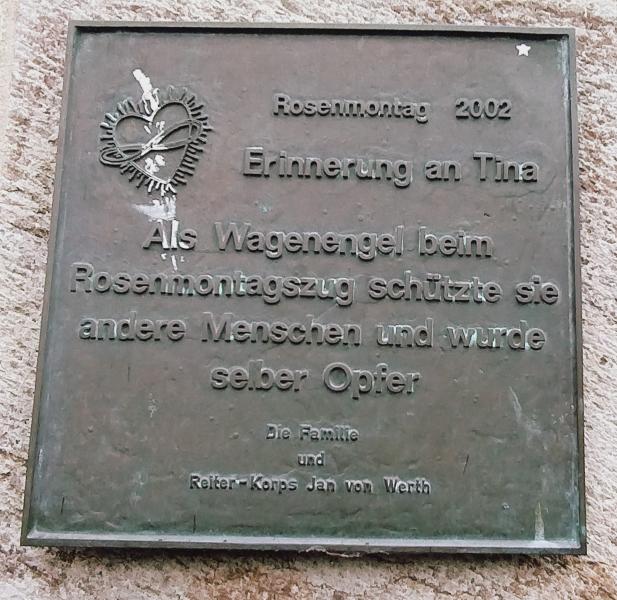 Rosenmontag 2002
Erinnerung an Tina
Als Wagenengel beim
Rosenmontagszug schützte sie
andere Menschen und wurde
selber Opfer
Die Familie
und
Reiter-Korps Jan von Werth